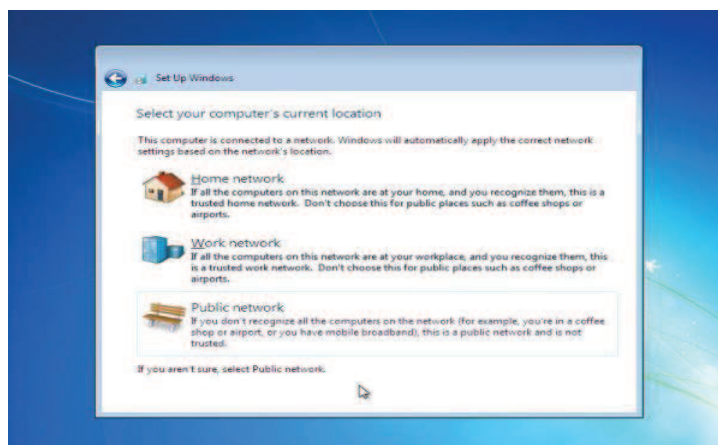 Set Up Windows
Select your computer's current location
This computer is connected to a network. Windows will automatically apply the correct network
settings based on the network's location.
Home network
If all the computers on this network are at your home, and you recognize them, this is a
trusted home network. Don't choose this for public places such as coffee shops or
airports.
Work network
If all the computers on this network are at your workplace, and you recognize them, this
is a trusted work network. Don't choose this for public places such as coffee shops or
airports.
Public network
If you don't recognize all the computers on the network (for example, you're in a coffee
shop or airport, or you have mobile broadband), this is a public network and is not
trusted.
If you aren't sure, select Public network.